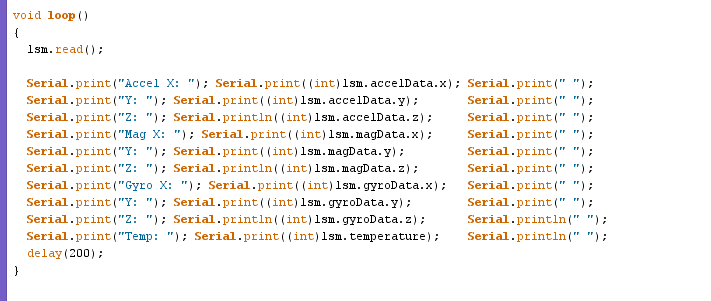 void loop()
{
  lsm.read();

  Serial.print("Accel X: "); Serial.print((int)lsm.accelData.x); Serial.print(" ");
  Serial.print("Y: "); Serial.print((int)lsm.accelData.y);       Serial.print(" ");
  Serial.print("Z: "); Serial.println((int)lsm.accelData.z);     Serial.print(" ");
  Serial.print("Mag X: "); Serial.print((int)lsm.magData.x);     Serial.print(" ");
  Serial.print("Y: "); Serial.print((int)lsm.magData.y);         Serial.print(" ");
  Serial.print("Z: "); Serial.println((int)lsm.magData.z);       Serial.print(" ");
  Serial.print("Gyro X: "); Serial.print((int)lsm.gyroData.x);   Serial.print(" ");
  Serial.print("Y: "); Serial.print((int)lsm.gyroData.y);        Serial.print(" ");
  Serial.print("Z: "); Serial.println((int)lsm.gyroData.z);      Serial.println(" ");
  Serial.print("Temp: "); Serial.print((int)lsm.temperature);    Serial.println(" ");
  delay(200);
}